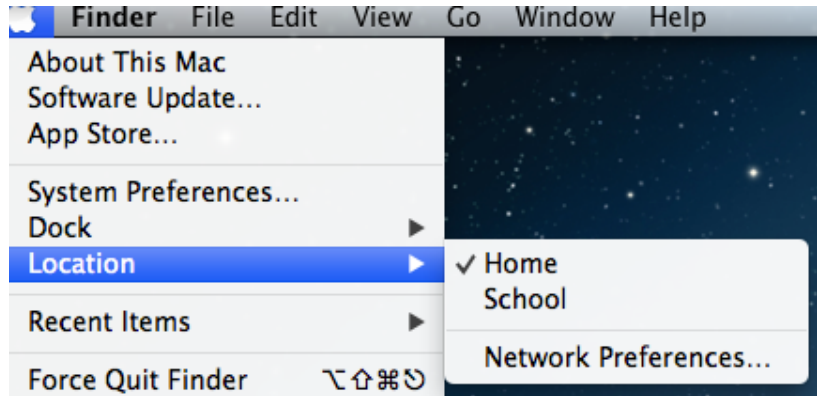 Finder File Edit View Go Window Help
About This Mac
Software Update...
App Store...
System Preferences...
Dock ▶
Location ▶
✓ Home
School
Network Preferences...
Recent Items ▶
Force Quit Finder ⌥⇧⌘⎋